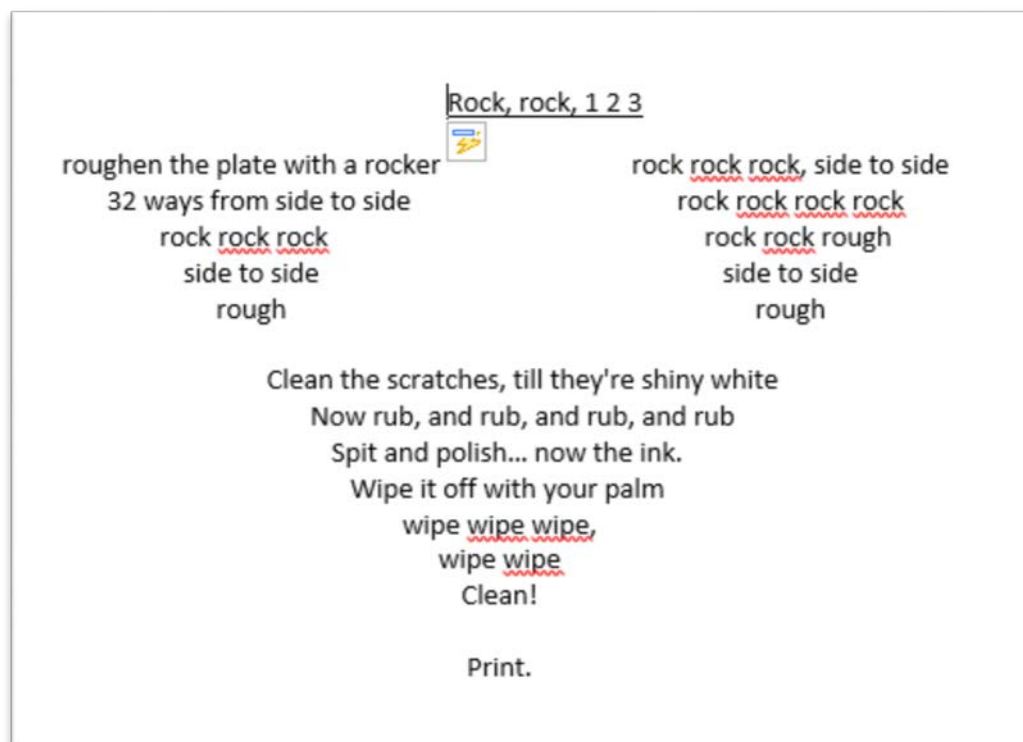 Rock, rock, 1 2 3
roughen the plate with a rocker
32 ways from side to side
rock rock rock
side to side
rough
rock rock rock, side to side
rock rock rock rock
rock rock rough
side to side
rough
Clean the scratches, till they're shiny white
Now rub, and rub, and rub, and rub
Spit and polish... now the ink.
Wipe it off with your palm
wipe wipe wipe,
wipe wipe
Clean!
Print.